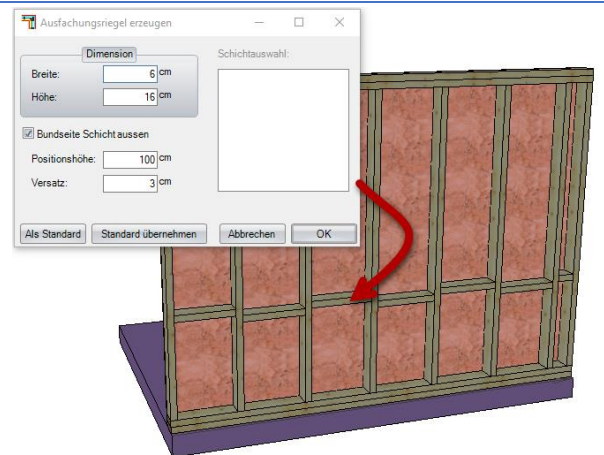 Ausfachungsriegel erzeugen
Dimension
Breite: 6 cm
Höhe: 16 cm
Schichtauswahl:
Bundseite Schicht aussen
Positionshöhe: 100 cm
Versatz: 3 cm
Als Standard Standard übernehmen Abbrechen OK